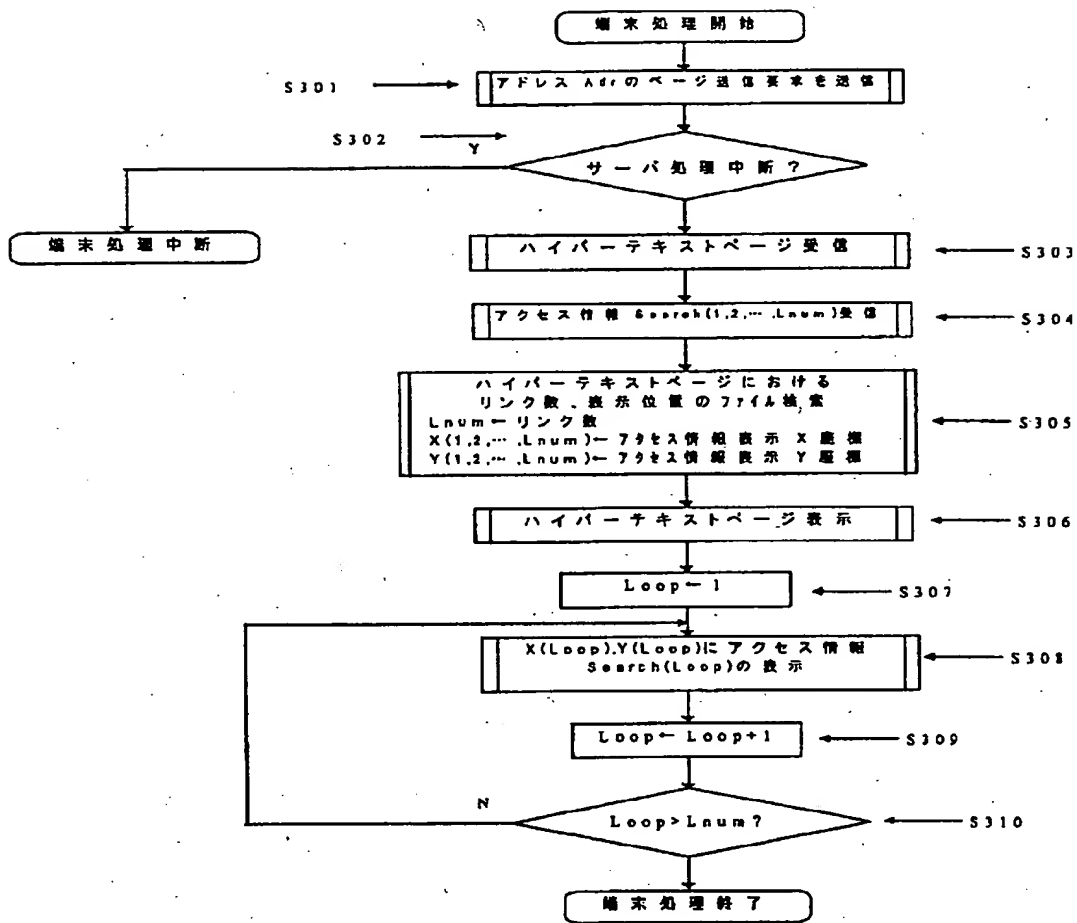 端末処理開始
S301
アドレス Adrのページ送信要求を送信
S302
Y
サーバ処理中断?
端末処理中断
ハイパーテキストページ受信
S303
アクセス情報 Search(1,2,…,Lnum)受信
S304
ハイパーテキストページにおける
リンク数、表示位置のファイル検索
Lnum←リンク数
X(1,2,…,Lnum)←アクセス情報表示 X 座標
Y(1,2,…,Lnum)←アクセス情報表示 Y 座標
S305
ハイパーテキストページ表示
S306
Loop←1
S307
X(Loop),Y(Loop)にアクセス情報
Search(Loop)の表示
S308
Loop←Loop+1
S309
N
Loop>Lnum?
S310
端末処理終了